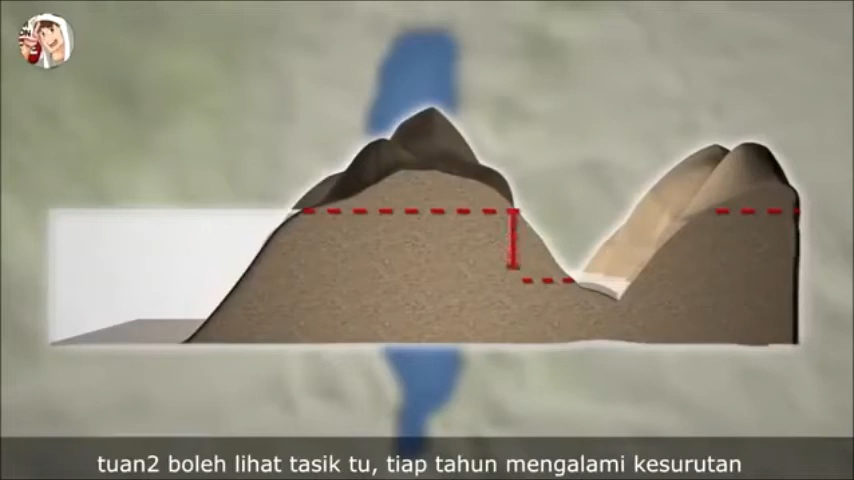 tuan2 boleh lihat tasik tu, tiap tahun mengalami kesurutan